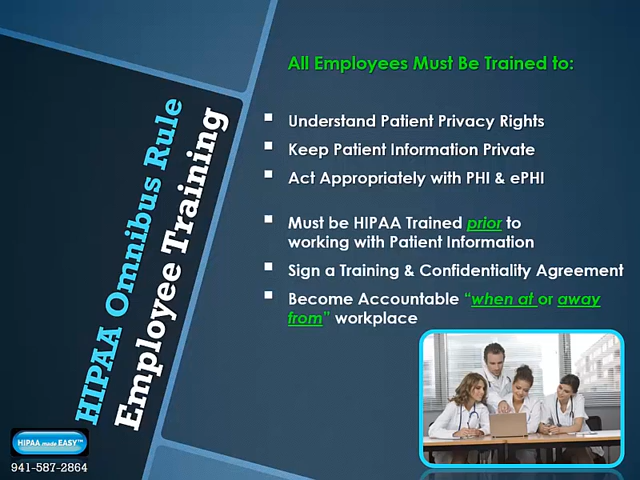 HIPAA Omnibus Rule
Employee Training
All Employees Must Be Trained to:
▪ Understand Patient Privacy Rights
▪ Keep Patient Information Private
▪ Act Appropriately with PHI & ePHI
▪ Must be HIPAA Trained prior to
working with Patient Information
▪ Sign a Training & Confidentiality Agreement
▪ Become Accountable “when at or away
from” workplace
HIPAA made EASY™
941-587-2864